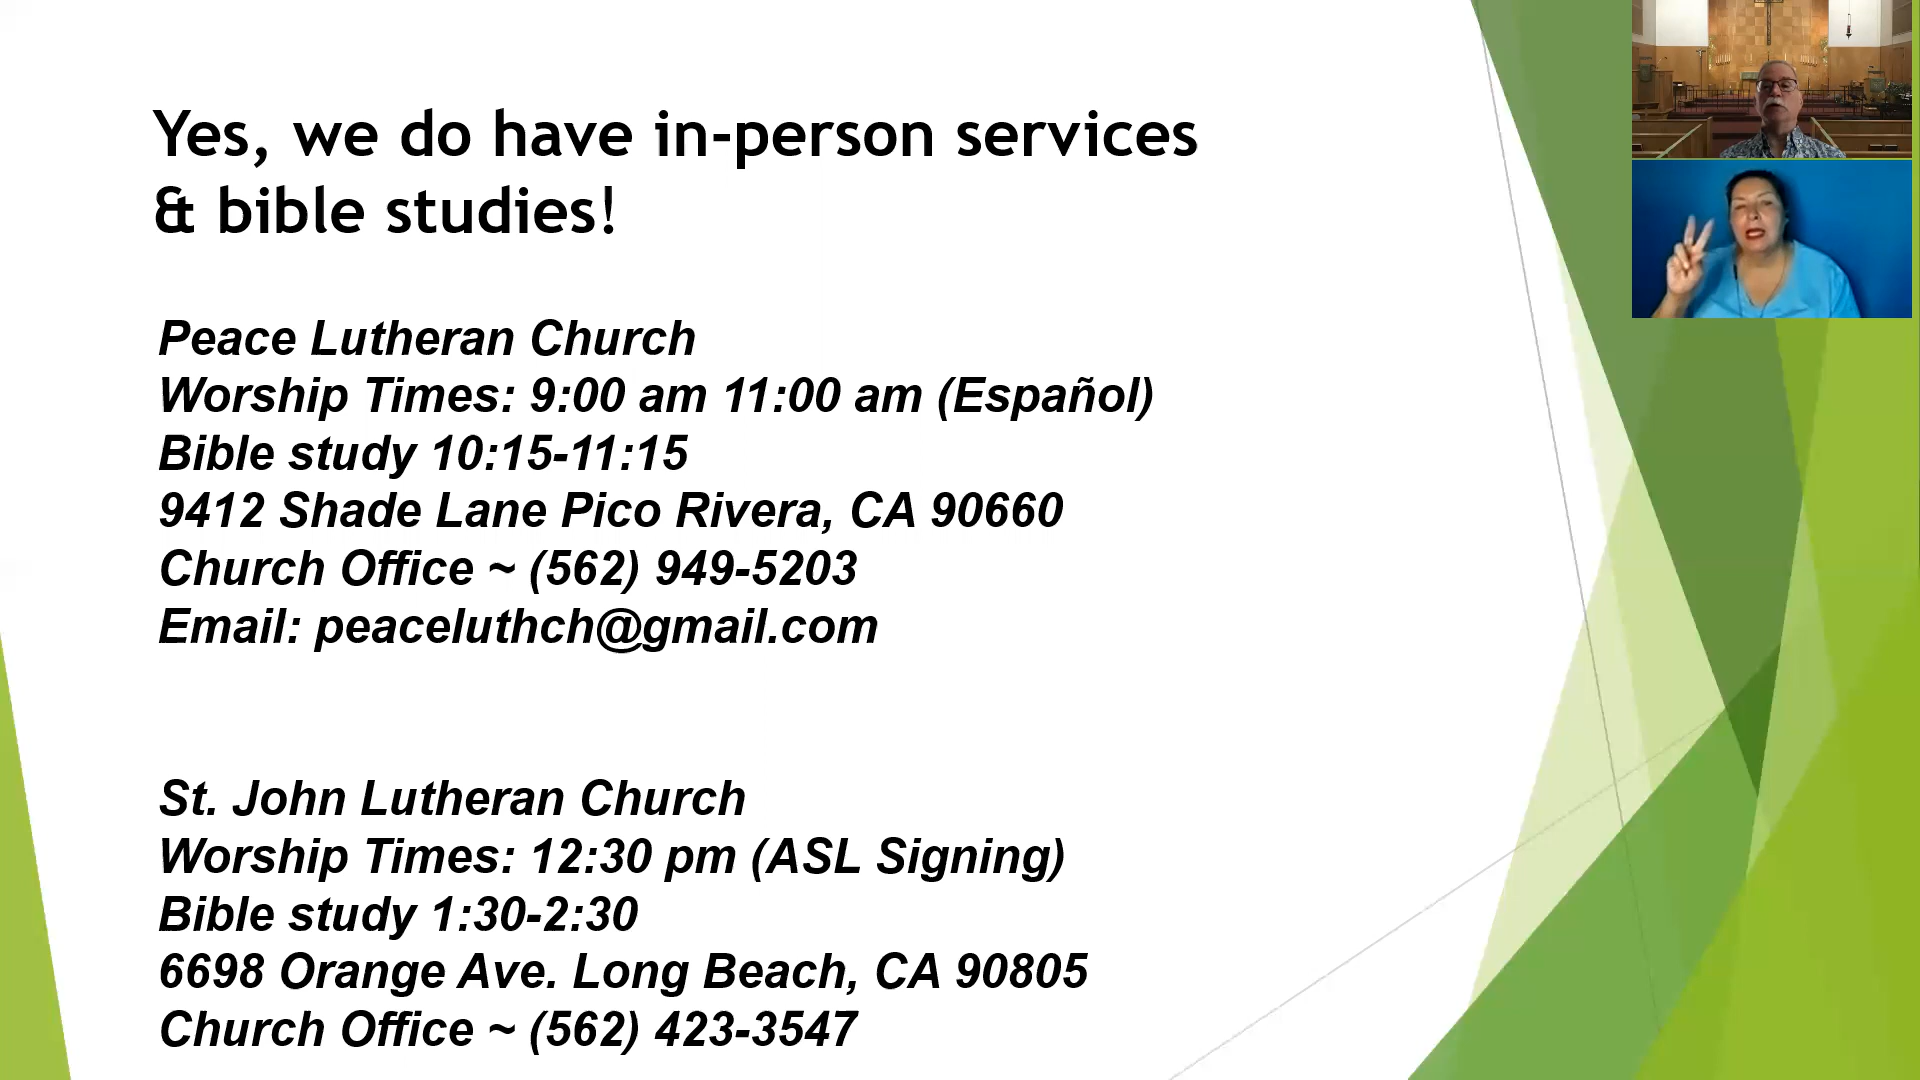 Yes, we do have in-person services
& bible studies!
Peace Lutheran Church
Worship Times: 9:00 am 11:00 am (Español)
Bible study 10:15-11:15
9412 Shade Lane Pico Rivera, CA 90660
Church Office ~ (562) 949-5203
Email: peaceluthch@gmail.com
St. John Lutheran Church
Worship Times: 12:30 pm (ASL Signing)
Bible study 1:30-2:30
6698 Orange Ave. Long Beach, CA 90805
Church Office ~ (562) 423-3547